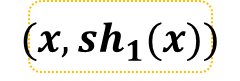 (x, sh₁(x))